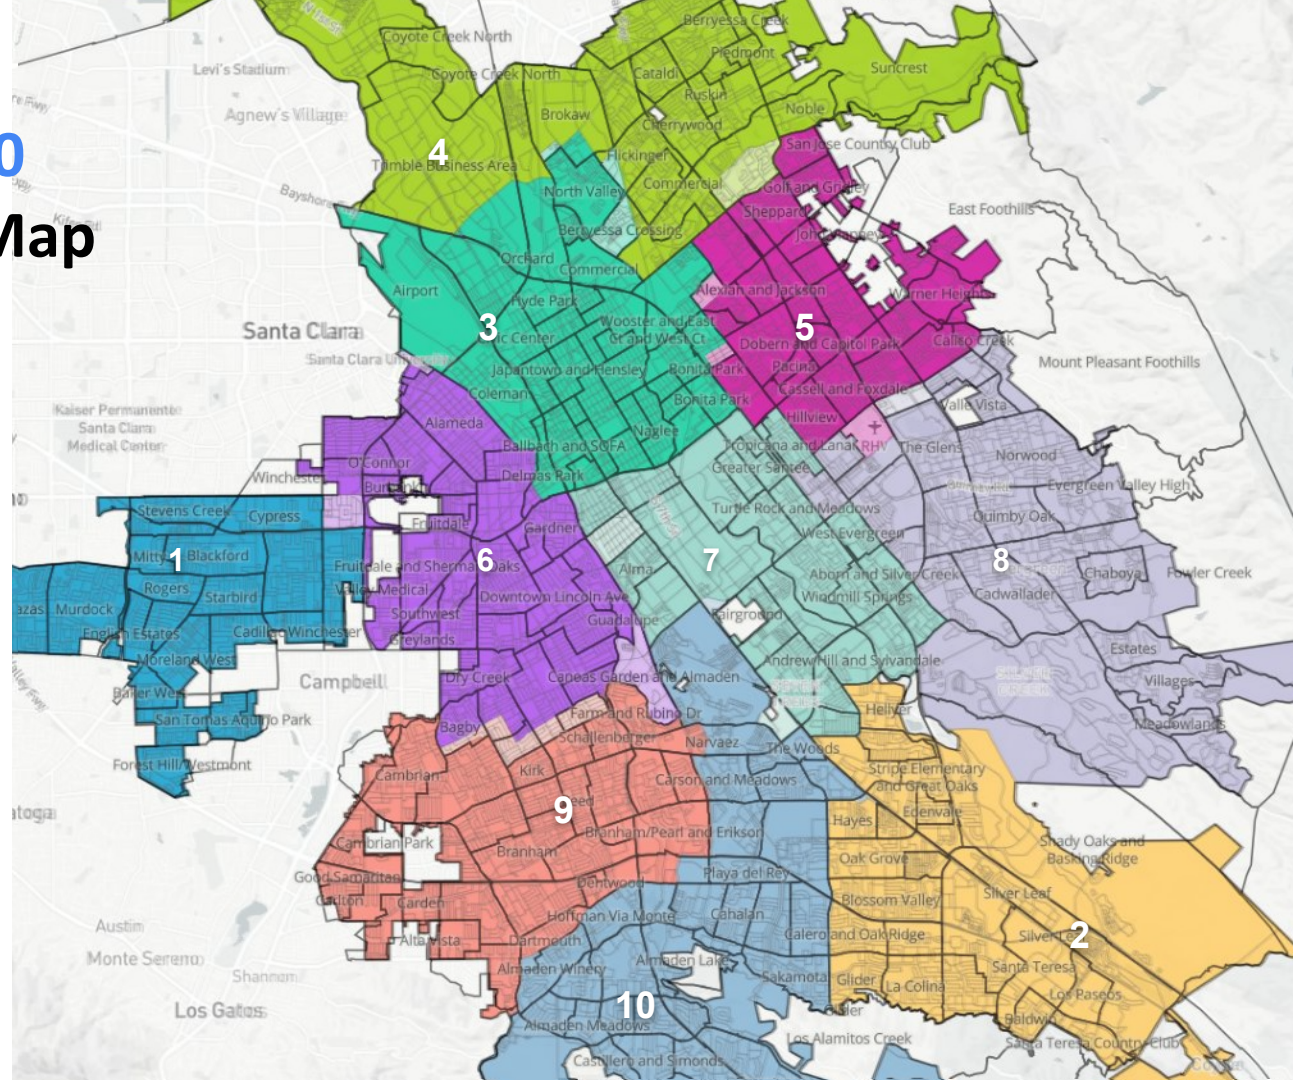 Coyote Creek North
Berryessa Creek
Piedmont
Levi's Stadium
Coyote Creek North
Cataldi
Suncrest
Ruskin
Agnew's Village
Brokaw
Noble
Cherrywood
0
4
San Jose Country Club
Flickinger
Trimble Business Area
Commercial
North Valley
Golf and Gridley
Sheppard
East Foothills
Map
Berryessa Crossing
Orchard
Commercial
Airport
Alexian and Jackson
Warner Heights
Hyde Park
Santa Clara
3
Wooster and East
5
Gt and West Ct
Dobern and Capitol Park
Calico Creek
Santa Clara University
Mount Pleasant Foothills
Japantown and Hensley
Bonita Park
Pacina
Coleman
Cassell and Foxdale
Bonita Park
Valle Vista
Kaiser Permanente
Santa Clara
Medical Center
Alameda
Hillview
Naglee
Ballbach and SOFA
Tropicana and Lanai
RHV
The Glens
Norwood
O'Connor
Winchester
Delmas Park
Greater Santee
Burbank
Evergreen Valley High
Stevens Creek
Cypress
Turtle Rock and Meadows
Quimby Oak
Fruitdale
Gardner
West Evergreen
1
Mitty
Blackford
6
7
8
Fruitdale and Sherman Oaks
Alma
Aborn and Silver Creek
Chaboya
Fowler Creek
Rogers
Starbird
Valley Medical
Downtown Lincoln Ave
Windmill Springs
Cadwallader
Murdock
Southwest
Guadalupe
Fairground
English Estates
Cadillac Winchester
Greylands
Estates
Moreland West
Andrew Hill and Sylvandale
Campbell
Dry Creek
Canoas Garden and Almaden
Villages
Baker West
San Tomas Aquino Park
Bagby
Farm and Rubino Dr
Hellyer
Meadowlands
Schallenberger
Narvaez
The Woods
Forest Hill/Westmont
Cambrian
Kirk
Carson and Meadows
Stripe Elementary
and Great Oaks
9
Hayes
Edenvale
Branham/Pearl and Erikson
Cambrian Park
Shady Oaks and
Basking Ridge
Branham
Oak Grove
Good Samaritan
Dentwood
Playa del Rey
Carlton
Carden
Blossom Valley
Silver Leaf
Hoffman Via Monte
Cahalan
Austin
Alta Vista
Dartmouth
Calero and Oak Ridge
2
Monte Sereno
Almaden Lake
Almaden Winery
Santa Teresa
Shannon
Sakamota
Glider
La Colina
Los Paseos
Los Gatos
10
Glider
Baldwin
Almaden Meadows
Los Alamitos Creek
Santa Teresa Country Club
Castillero and Simonds